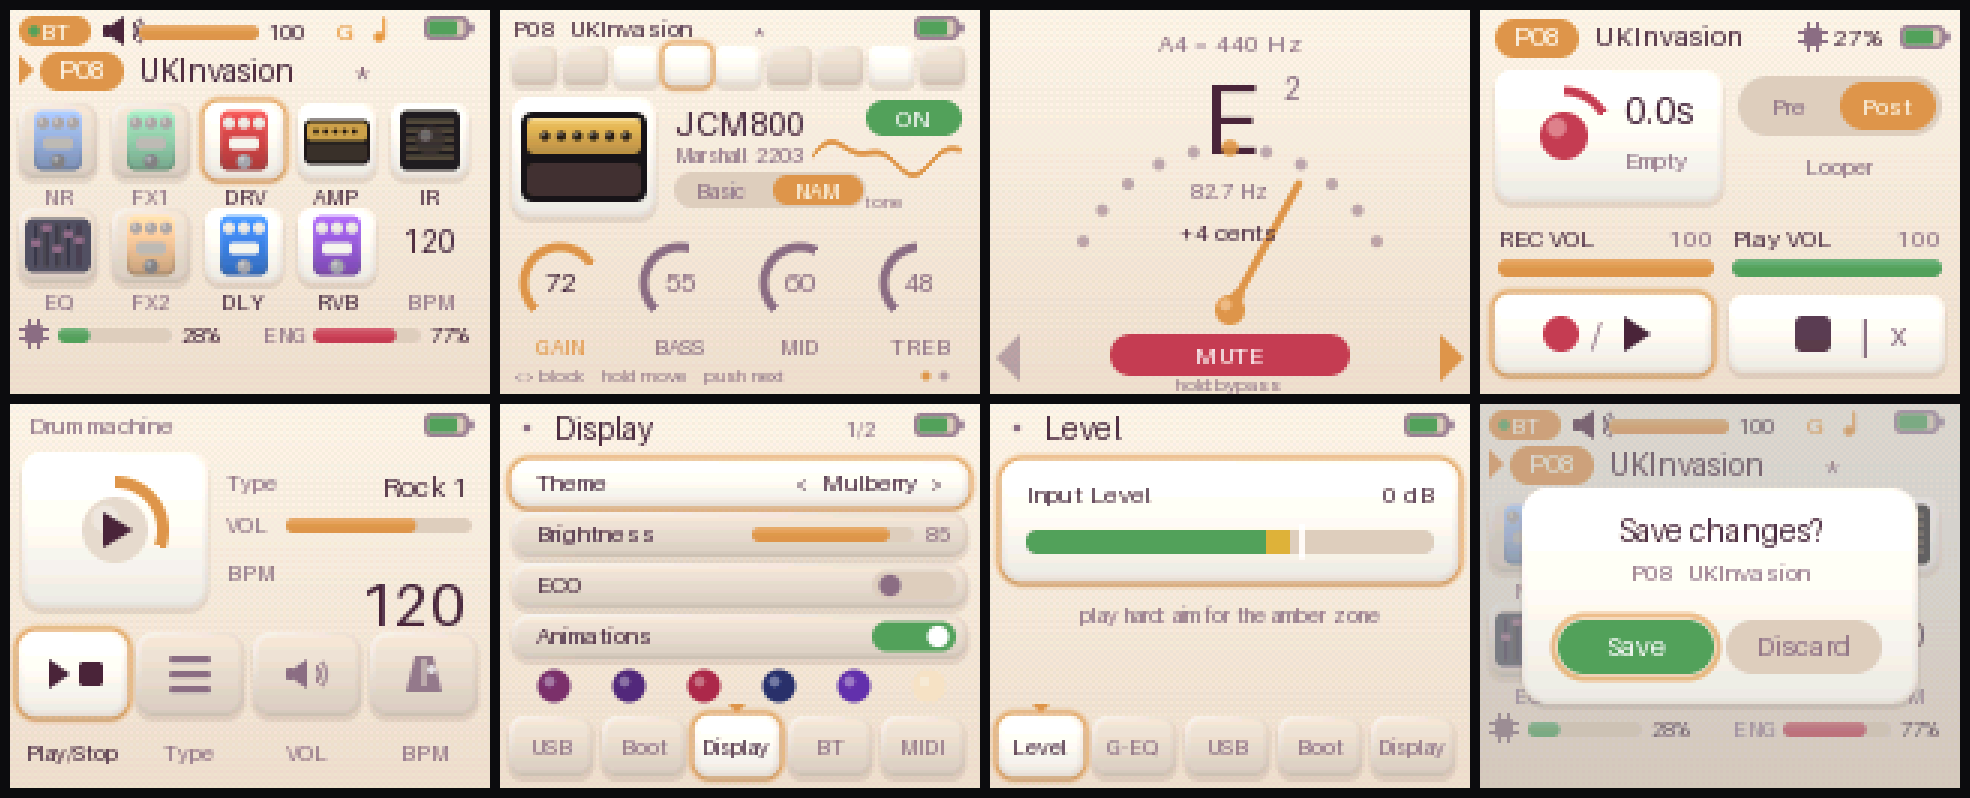 BT 100 G
P08 UKInvasion *
NR FX1 DRV AMP IR
120
EQ FX2 DLY RVB BPM
28% ENG 77%
P08 UKInvasion *
JCM800 ON
Marshall 2203
Basic NAM
tone
72 55 60 48
GAIN BASS MID TREB
<> block hold move push next
A4 = 440 Hz
E 2
82.7 Hz
+4 cents
MUTE
hold:bypass
P08 UKInvasion 27%
0.0s
Empty
Pre Post
Looper
REC VOL 100 Play VOL 100
/ | x
Drum machine
Type Rock 1
VOL
BPM
120
Play/Stop Type VOL BPM
Display 1/2
Theme < Mulberry >
Brightness 85
ECO
Animations
USB Boot Display BT MIDI
Level
Input Level 0 dB
play hard: aim for the amber zone
Level G-EQ USB Boot Display
BT 100 G
P08 UKInvasion *
Save changes?
P08 UKInvasion
Save Discard
28% ENG 77%